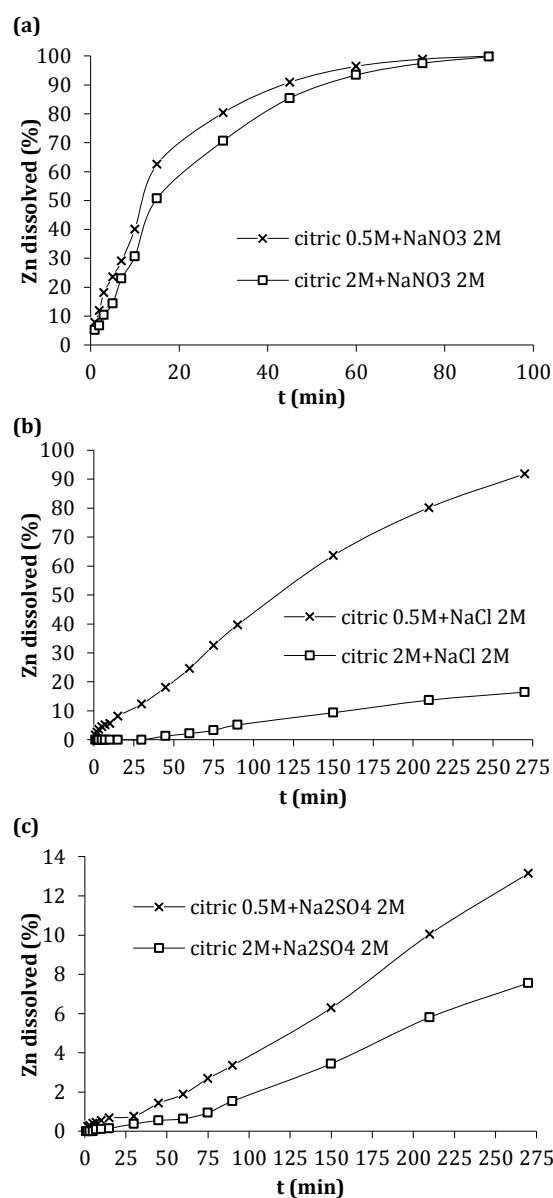 (a)
100
90
80
70
60
50
40
30
20
10
0
Zn dissolved (%)
citric 0.5M+NaNO3 2M
citric 2M+NaNO3 2M
0 20 40 60 80 100
t (min)
(b)
100
90
80
70
60
50
40
30
20
10
0
Zn dissolved (%)
citric 0.5M+NaCl 2M
citric 2M+NaCl 2M
0 25 50 75 100 125 150 175 200 225 250 275
t (min)
(c)
14
12
10
8
6
4
2
0
Zn dissolved (%)
citric 0.5M+Na2SO4 2M
citric 2M+Na2SO4 2M
0 25 50 75 100 125 150 175 200 225 250 275
t (min)